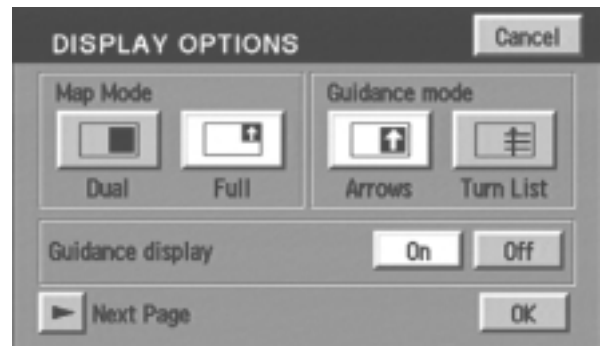 DISPLAY OPTIONS
Cancel
Map Mode
Guidance mode
Dual
Full
Arrows
Turn List
Guidance display
On
Off
Next Page
OK